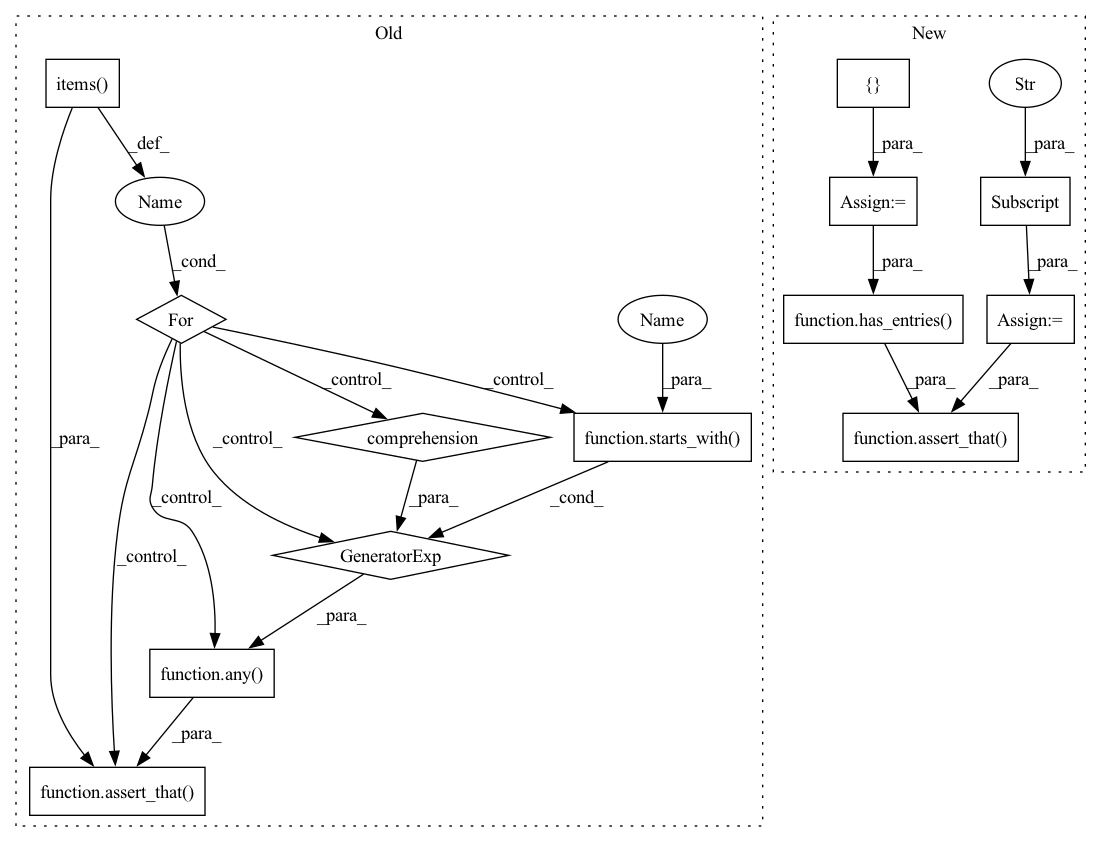 Old
New
items()
{}
Str
_def_
_para_
_para_
Name
Assign:=
Subscript
_cond_
_para_
_para_
For
Name
function.has_entries()
Assign:=
_control_
_control_
_para_
_para_
_para_
_para_
_control_
comprehension
function.starts_with()
function.assert_that()
_control_
_para_
_cond_
_control_
GeneratorExp
_para_
function.any()
_para_
function.assert_that()